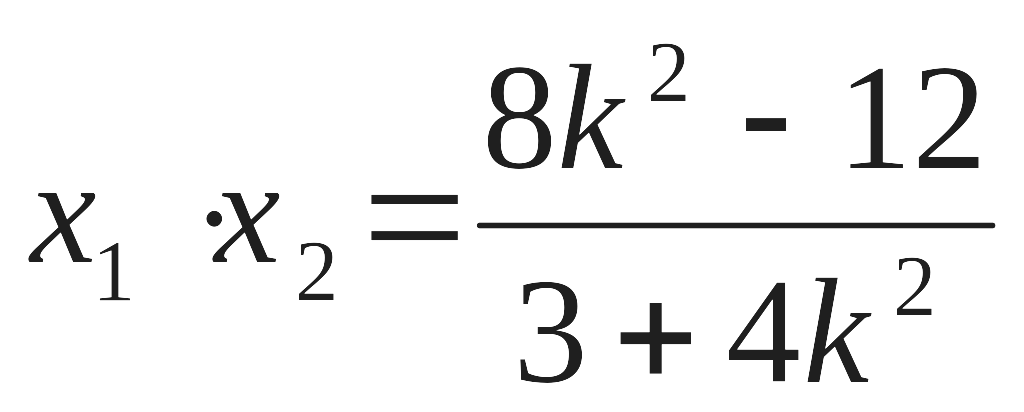 x₁ ·x₂ = (8k² - 12) / (3 + 4k²)